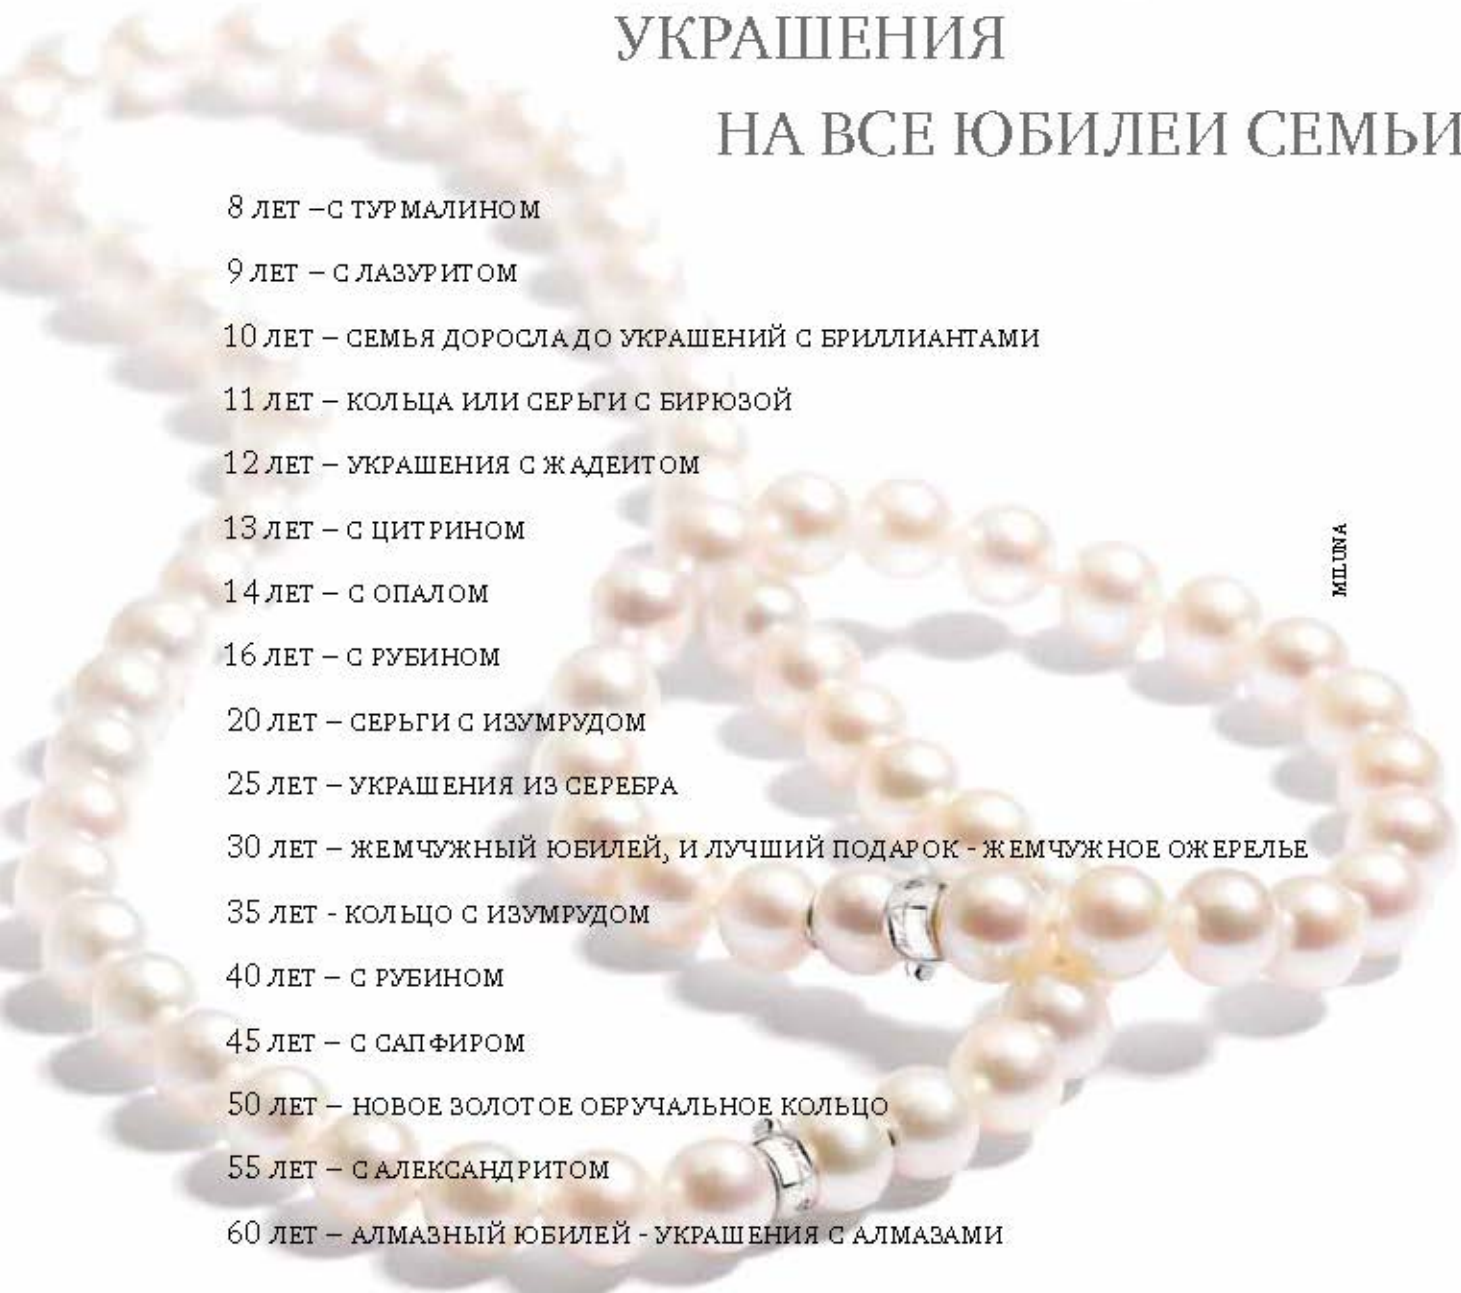 УКРАШЕНИЯ
НА ВСЕ ЮБИЛЕИ СЕМЬИ
8 ЛЕТ –С ТУРМАЛИНОМ
9 ЛЕТ – С ЛАЗУРИТОМ
10 ЛЕТ – СЕМЬЯ ДОРОСЛА ДО УКРАШЕНИЙ С БРИЛЛИАНТАМИ
11 ЛЕТ – КОЛЬЦА ИЛИ СЕРЬГИ С БИРЮЗОЙ
12 ЛЕТ – УКРАШЕНИЯ С ЖАДЕИТОМ
13 ЛЕТ – С ЦИТРИНОМ
14 ЛЕТ – С ОПАЛОМ
16 ЛЕТ – С РУБИНОМ
20 ЛЕТ – СЕРЬГИ С ИЗУМРУДОМ
25 ЛЕТ – УКРАШЕНИЯ ИЗ СЕРЕБРА
30 ЛЕТ – ЖЕМЧУЖНЫЙ ЮБИЛЕЙ, И ЛУЧШИЙ ПОДАРОК - ЖЕМЧУЖНОЕ ОЖЕРЕЛЬЕ
35 ЛЕТ - КОЛЬЦО С ИЗУМРУДОМ
40 ЛЕТ – С РУБИНОМ
45 ЛЕТ – С САПФИРОМ
50 ЛЕТ – НОВОЕ ЗОЛОТОЕ ОБРУЧАЛЬНОЕ КОЛЬЦО
55 ЛЕТ – С АЛЕКСАНДРИТОМ
60 ЛЕТ – АЛМАЗНЫЙ ЮБИЛЕЙ - УКРАШЕНИЯ С АЛМАЗАМИ
MILUNA